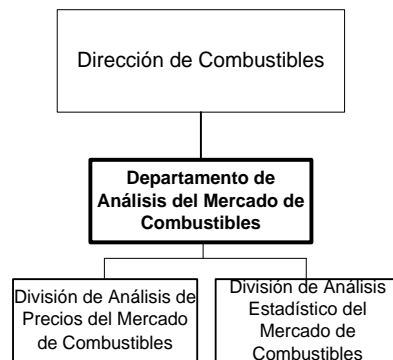 Dirección de Combustibles
Departamento de
Análisis del Mercado de
Combustibles
División de Análisis de
Precios del Mercado
de Combustibles
División de Análisis
Estadístico del
Mercado de
Combustibles